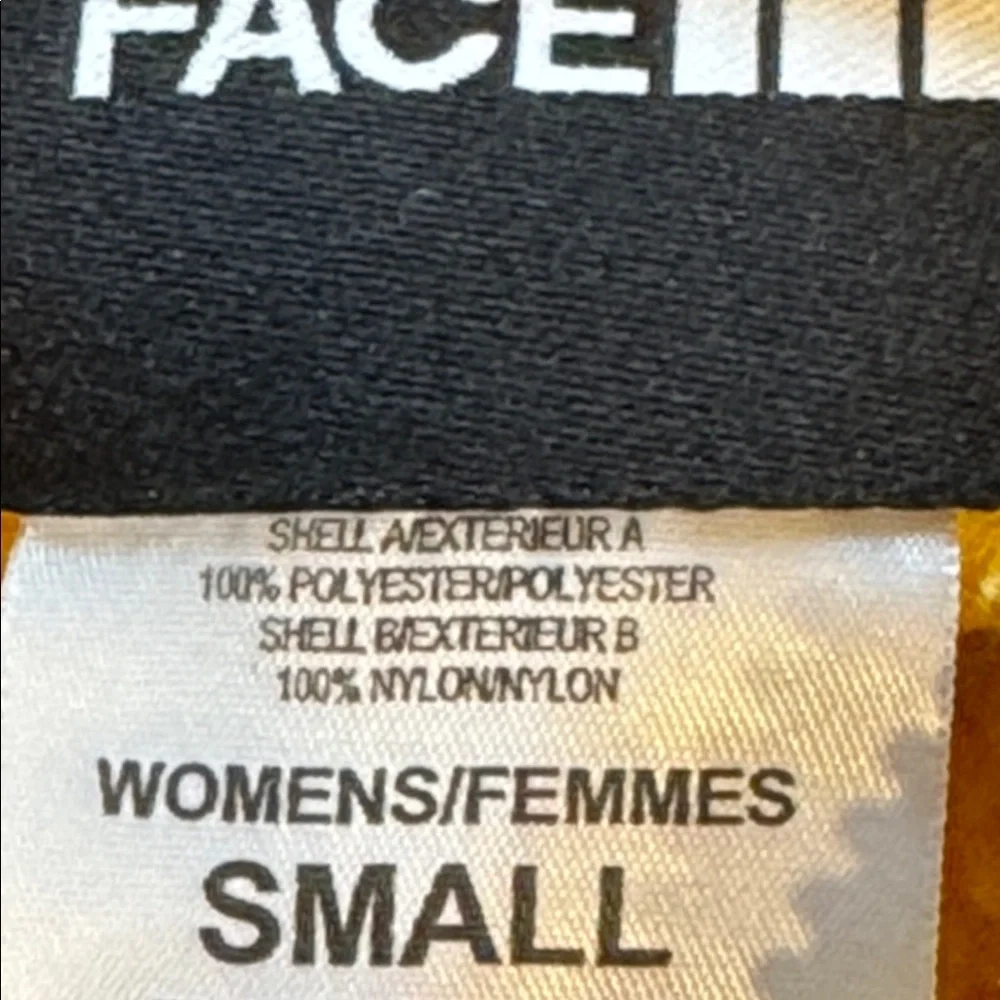 FACE
SHELL A/EXTERIEUR A
100% POLYESTER/POLYESTER
SHELL B/EXTERIEUR B
100% NYLON/NYLON
WOMENS/FEMMES
SMALL